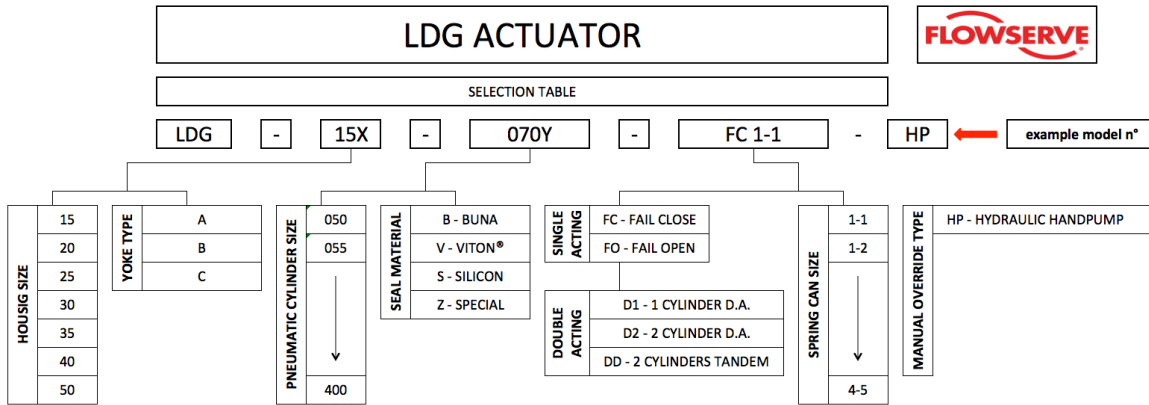 LDG ACTUATOR
FLOWSERVE
®
SELECTION TABLE
LDG - 15X - 070Y - FC 1-1 - HP example model n°
HOUSIG SIZE
15
20
25
30
35
40
50
YOKE TYPE
A
B
C
PNEUMATIC CYLINDER SIZE
050
055
400
SEAL MATERIAL
B - BUNA
V - VITON®
S - SILICON
Z - SPECIAL
SINGLE
ACTING
FC - FAIL CLOSE
FO - FAIL OPEN
DOUBLE
ACTING
D1 - 1 CYLINDER D.A.
D2 - 2 CYLINDER D.A.
DD - 2 CYLINDERS TANDEM
SPRING CAN SIZE
1-1
1-2
4-5
MANUAL OVERRIDE TYPE
HP - HYDRAULIC HANDPUMP